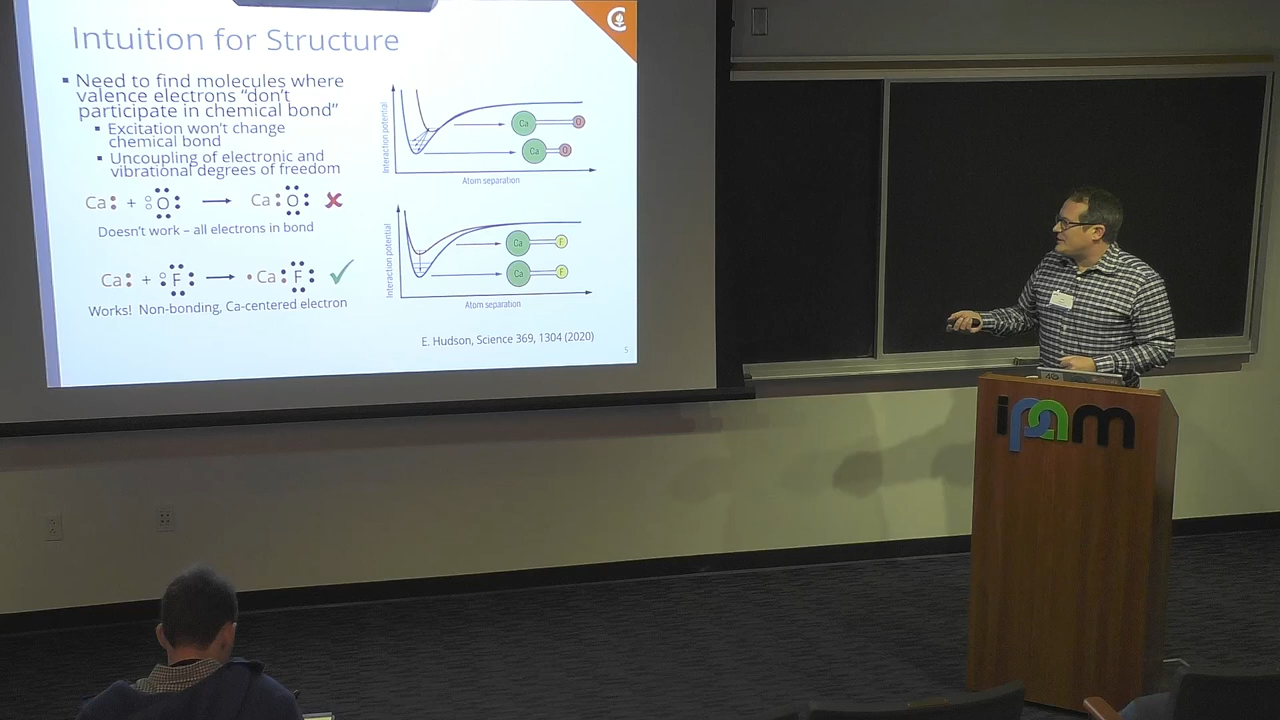 Intuition for Structure
▪ Need to find molecules where
valence electrons “don’t
participate in chemical bond”
▪ Excitation won’t change
chemical bond
▪ Uncoupling of electronic and
vibrational degrees of freedom
Ca: + O → Ca:O: ✗
Doesn’t work – all electrons in bond
Ca: + F: → •Ca:F: ✓
Works! Non-bonding, Ca-centered electron
Interaction potential
Ca O
Ca O
Atom separation
Interaction potential
Ca F
Ca F
Atom separation
E. Hudson, Science 369, 1304 (2020)
5
ipam